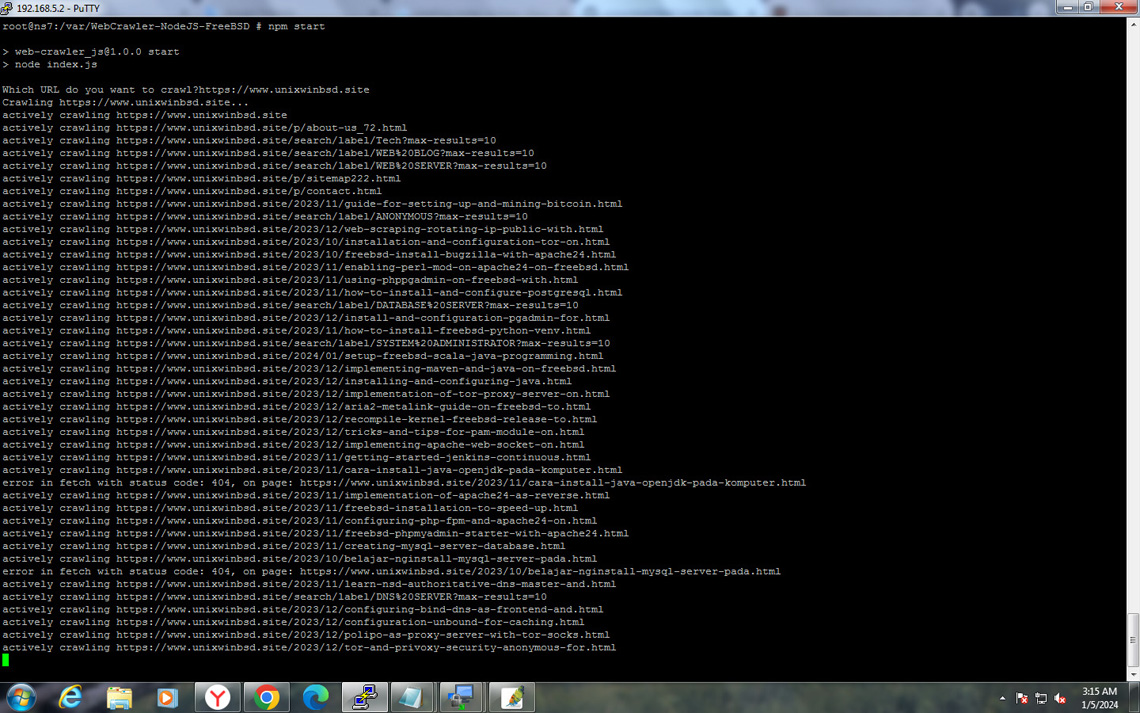 192.168.5.2 - PuTTY
root@ns7:/var/WebCrawler-NodeJS-FreeBSD # npm start
> web-crawler_js@1.0.0 start
> node index.js
Which URL do you want to crawl?https://www.unixwinbsd.site
Crawling https://www.unixwinbsd.site...
actively crawling https://www.unixwinbsd.site
actively crawling https://www.unixwinbsd.site/p/about-us_72.html
actively crawling https://www.unixwinbsd.site/search/label/Tech?max-results=10
actively crawling https://www.unixwinbsd.site/search/label/WEB%20BLOG?max-results=10
actively crawling https://www.unixwinbsd.site/search/label/WEB%20SERVER?max-results=10
actively crawling https://www.unixwinbsd.site/p/sitemap222.html
actively crawling https://www.unixwinbsd.site/p/contact.html
actively crawling https://www.unixwinbsd.site/2023/11/guide-for-setting-up-and-mining-bitcoin.html
actively crawling https://www.unixwinbsd.site/search/label/ANONYMOUS?max-results=10
actively crawling https://www.unixwinbsd.site/2023/12/web-scraping-rotating-ip-public-with.html
actively crawling https://www.unixwinbsd.site/2023/10/installation-and-configuration-tor-on.html
actively crawling https://www.unixwinbsd.site/2023/10/freebsd-install-bugzilla-with-apache24.html
actively crawling https://www.unixwinbsd.site/2023/11/enabling-perl-mod-on-apache24-on-freebsd.html
actively crawling https://www.unixwinbsd.site/2023/11/using-phppgadmin-on-freebsd-with.html
actively crawling https://www.unixwinbsd.site/2023/11/how-to-install-and-configure-postgresql.html
actively crawling https://www.unixwinbsd.site/search/label/DATABASE%20SERVER?max-results=10
actively crawling https://www.unixwinbsd.site/2023/12/install-and-configuration-pgadmin-for.html
actively crawling https://www.unixwinbsd.site/2023/11/how-to-install-freebsd-python-venv.html
actively crawling https://www.unixwinbsd.site/search/label/SYSTEM%20ADMINISTRATOR?max-results=10
actively crawling https://www.unixwinbsd.site/2024/01/setup-freebsd-scala-java-programming.html
actively crawling https://www.unixwinbsd.site/2023/12/implementing-maven-and-java-on-freebsd.html
actively crawling https://www.unixwinbsd.site/2023/12/installing-and-configuring-java.html
actively crawling https://www.unixwinbsd.site/2023/12/implementation-of-tor-proxy-server-on.html
actively crawling https://www.unixwinbsd.site/2023/12/aria2-metalink-guide-on-freebsd-to.html
actively crawling https://www.unixwinbsd.site/2023/12/recompile-kernel-freebsd-release-to.html
actively crawling https://www.unixwinbsd.site/2023/12/tricks-and-tips-for-pam-module-on.html
actively crawling https://www.unixwinbsd.site/2023/12/implementing-apache-web-socket-on.html
actively crawling https://www.unixwinbsd.site/2023/11/getting-started-jenkins-continuous.html
actively crawling https://www.unixwinbsd.site/2023/11/cara-install-java-openjdk-pada-komputer.html
error in fetch with status code: 404, on page: https://www.unixwinbsd.site/2023/11/cara-install-java-openjdk-pada-komputer.html
actively crawling https://www.unixwinbsd.site/2023/11/implementation-of-apache24-as-reverse.html
actively crawling https://www.unixwinbsd.site/2023/11/freebsd-installation-to-speed-up.html
actively crawling https://www.unixwinbsd.site/2023/11/configuring-php-fpm-and-apache24-on.html
actively crawling https://www.unixwinbsd.site/2023/11/freebsd-phpmyadmin-starter-with-apache24.html
actively crawling https://www.unixwinbsd.site/2023/11/creating-mysql-server-database.html
actively crawling https://www.unixwinbsd.site/2023/10/belajar-nginstall-mysql-server-pada.html
error in fetch with status code: 404, on page: https://www.unixwinbsd.site/2023/10/belajar-nginstall-mysql-server-pada.html
actively crawling https://www.unixwinbsd.site/2023/11/learn-nsd-authoritative-dns-master-and.html
actively crawling https://www.unixwinbsd.site/search/label/DNS%20SERVER?max-results=10
actively crawling https://www.unixwinbsd.site/2023/12/configuring-bind-dns-as-frontend-and.html
actively crawling https://www.unixwinbsd.site/2023/12/configuration-unbound-for-caching.html
actively crawling https://www.unixwinbsd.site/2023/12/polipo-as-proxy-server-with-tor-socks.html
actively crawling https://www.unixwinbsd.site/2023/12/tor-and-privoxy-security-anonymous-for.html
3:15 AM
1/5/2024